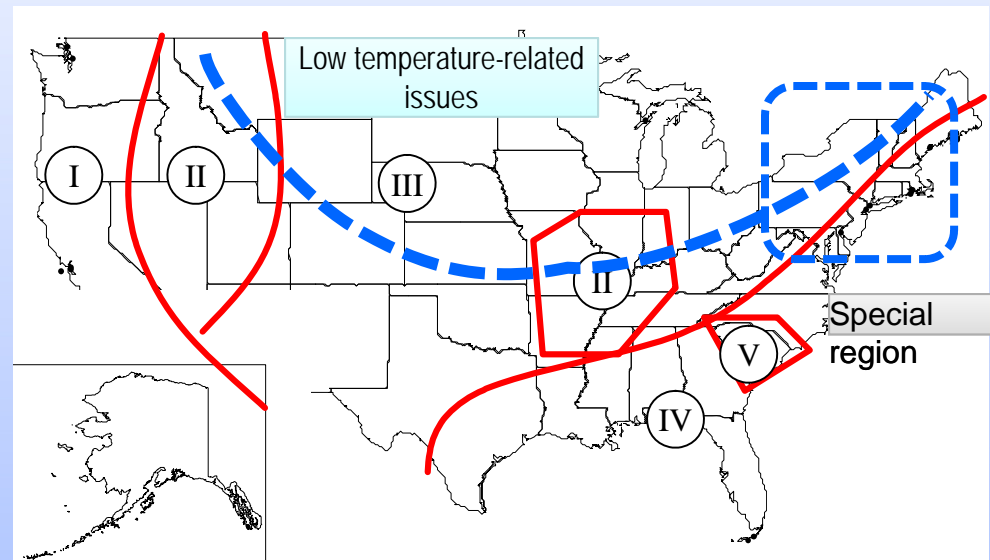 Low temperature-related
issues
I
II
III
II
Special
region
V
IV